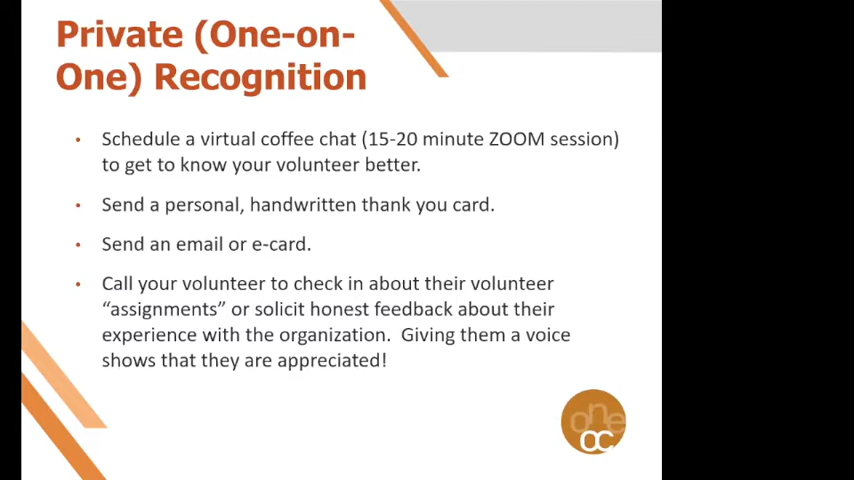 Private (One-on-
One) Recognition
• Schedule a virtual coffee chat (15-20 minute ZOOM session)
to get to know your volunteer better.
• Send a personal, handwritten thank you card.
• Send an email or e-card.
• Call your volunteer to check in about their volunteer
“assignments” or solicit honest feedback about their
experience with the organization.  Giving them a voice
shows that they are appreciated!
one
OC